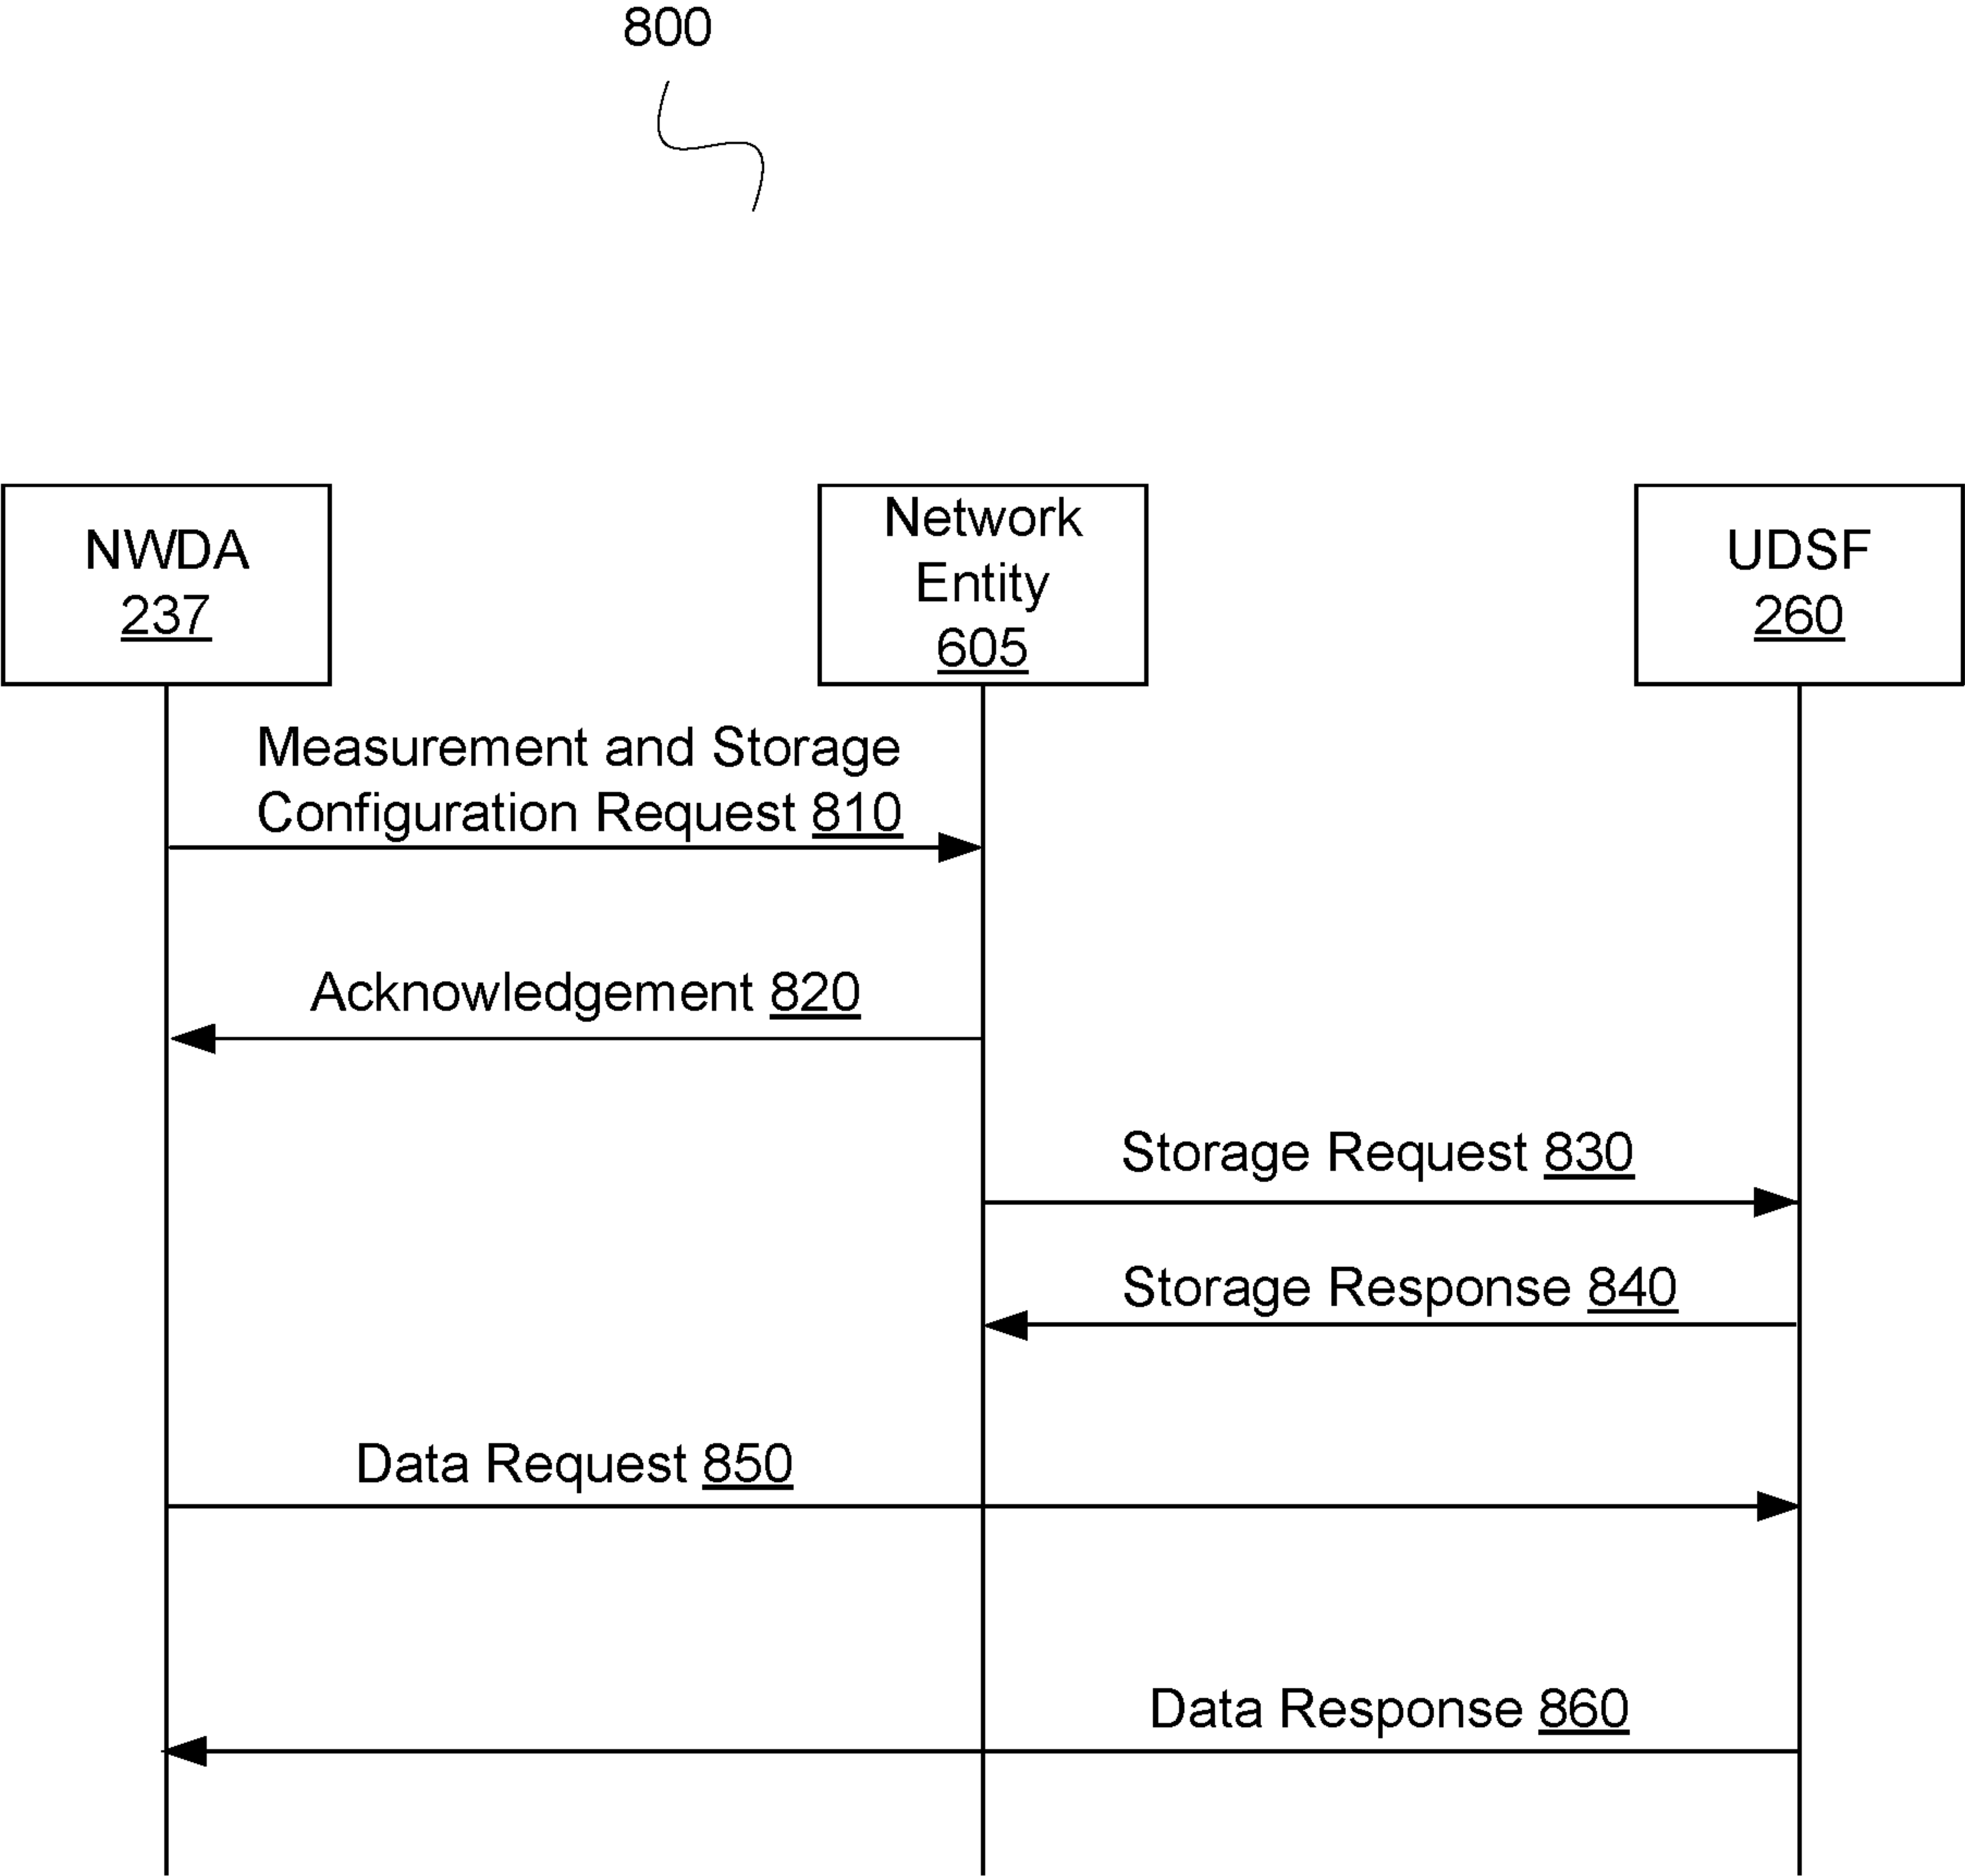 800
NWDA
237
Network
Entity
605
UDSF
260
Measurement and Storage
Configuration Request 810
Acknowledgement 820
Storage Request 830
Storage Response 840
Data Request 850
Data Response 860